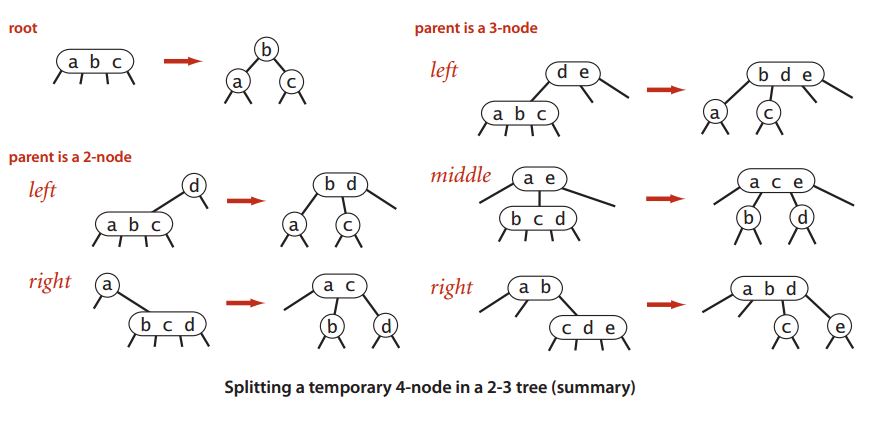 root
a b c
b
a
c
parent is a 2-node
left
d
a b c
b d
a
c
right
a
b c d
a c
b
d
parent is a 3-node
left
d e
a b c
b d e
a
c
middle
a e
b c d
a c e
b
d
right
a b
c d e
a b d
c
e
Splitting a temporary 4-node in a 2-3 tree (summary)